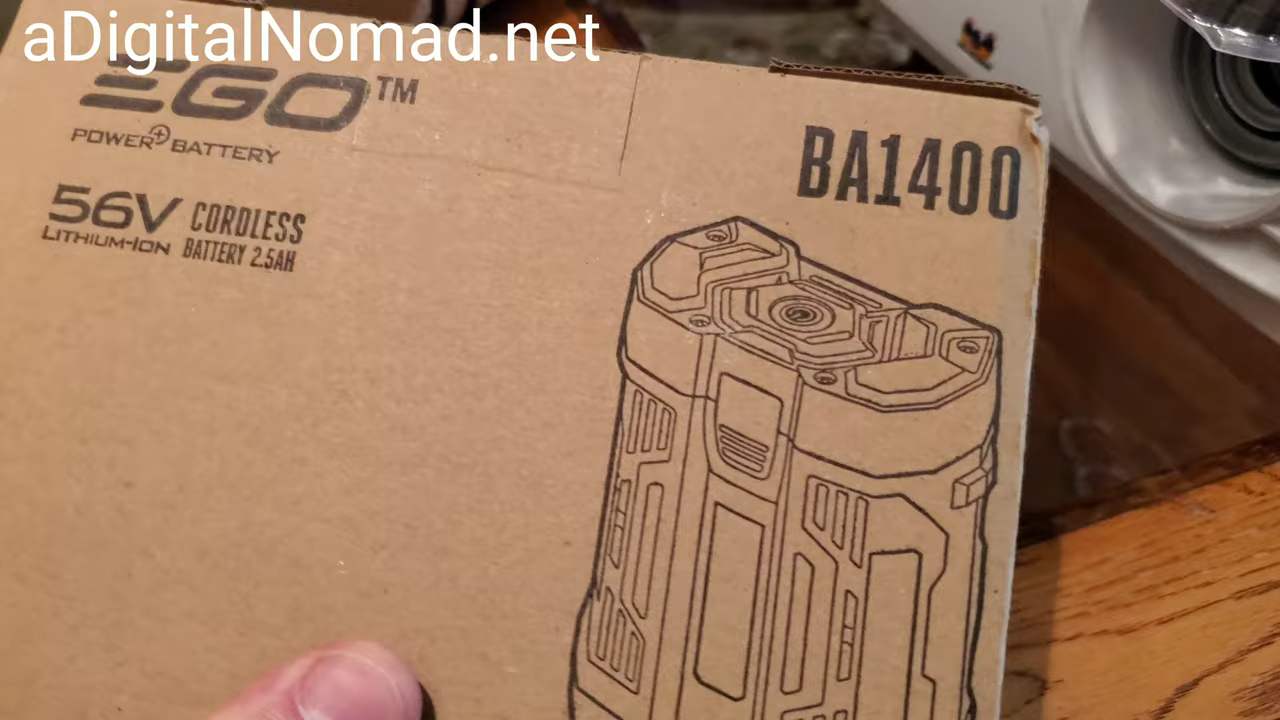 aDigitalNomad.net
EGO™
POWER+ BATTERY
BA1400
56V CORDLESS
LITHIUM-ION BATTERY 2.5AH